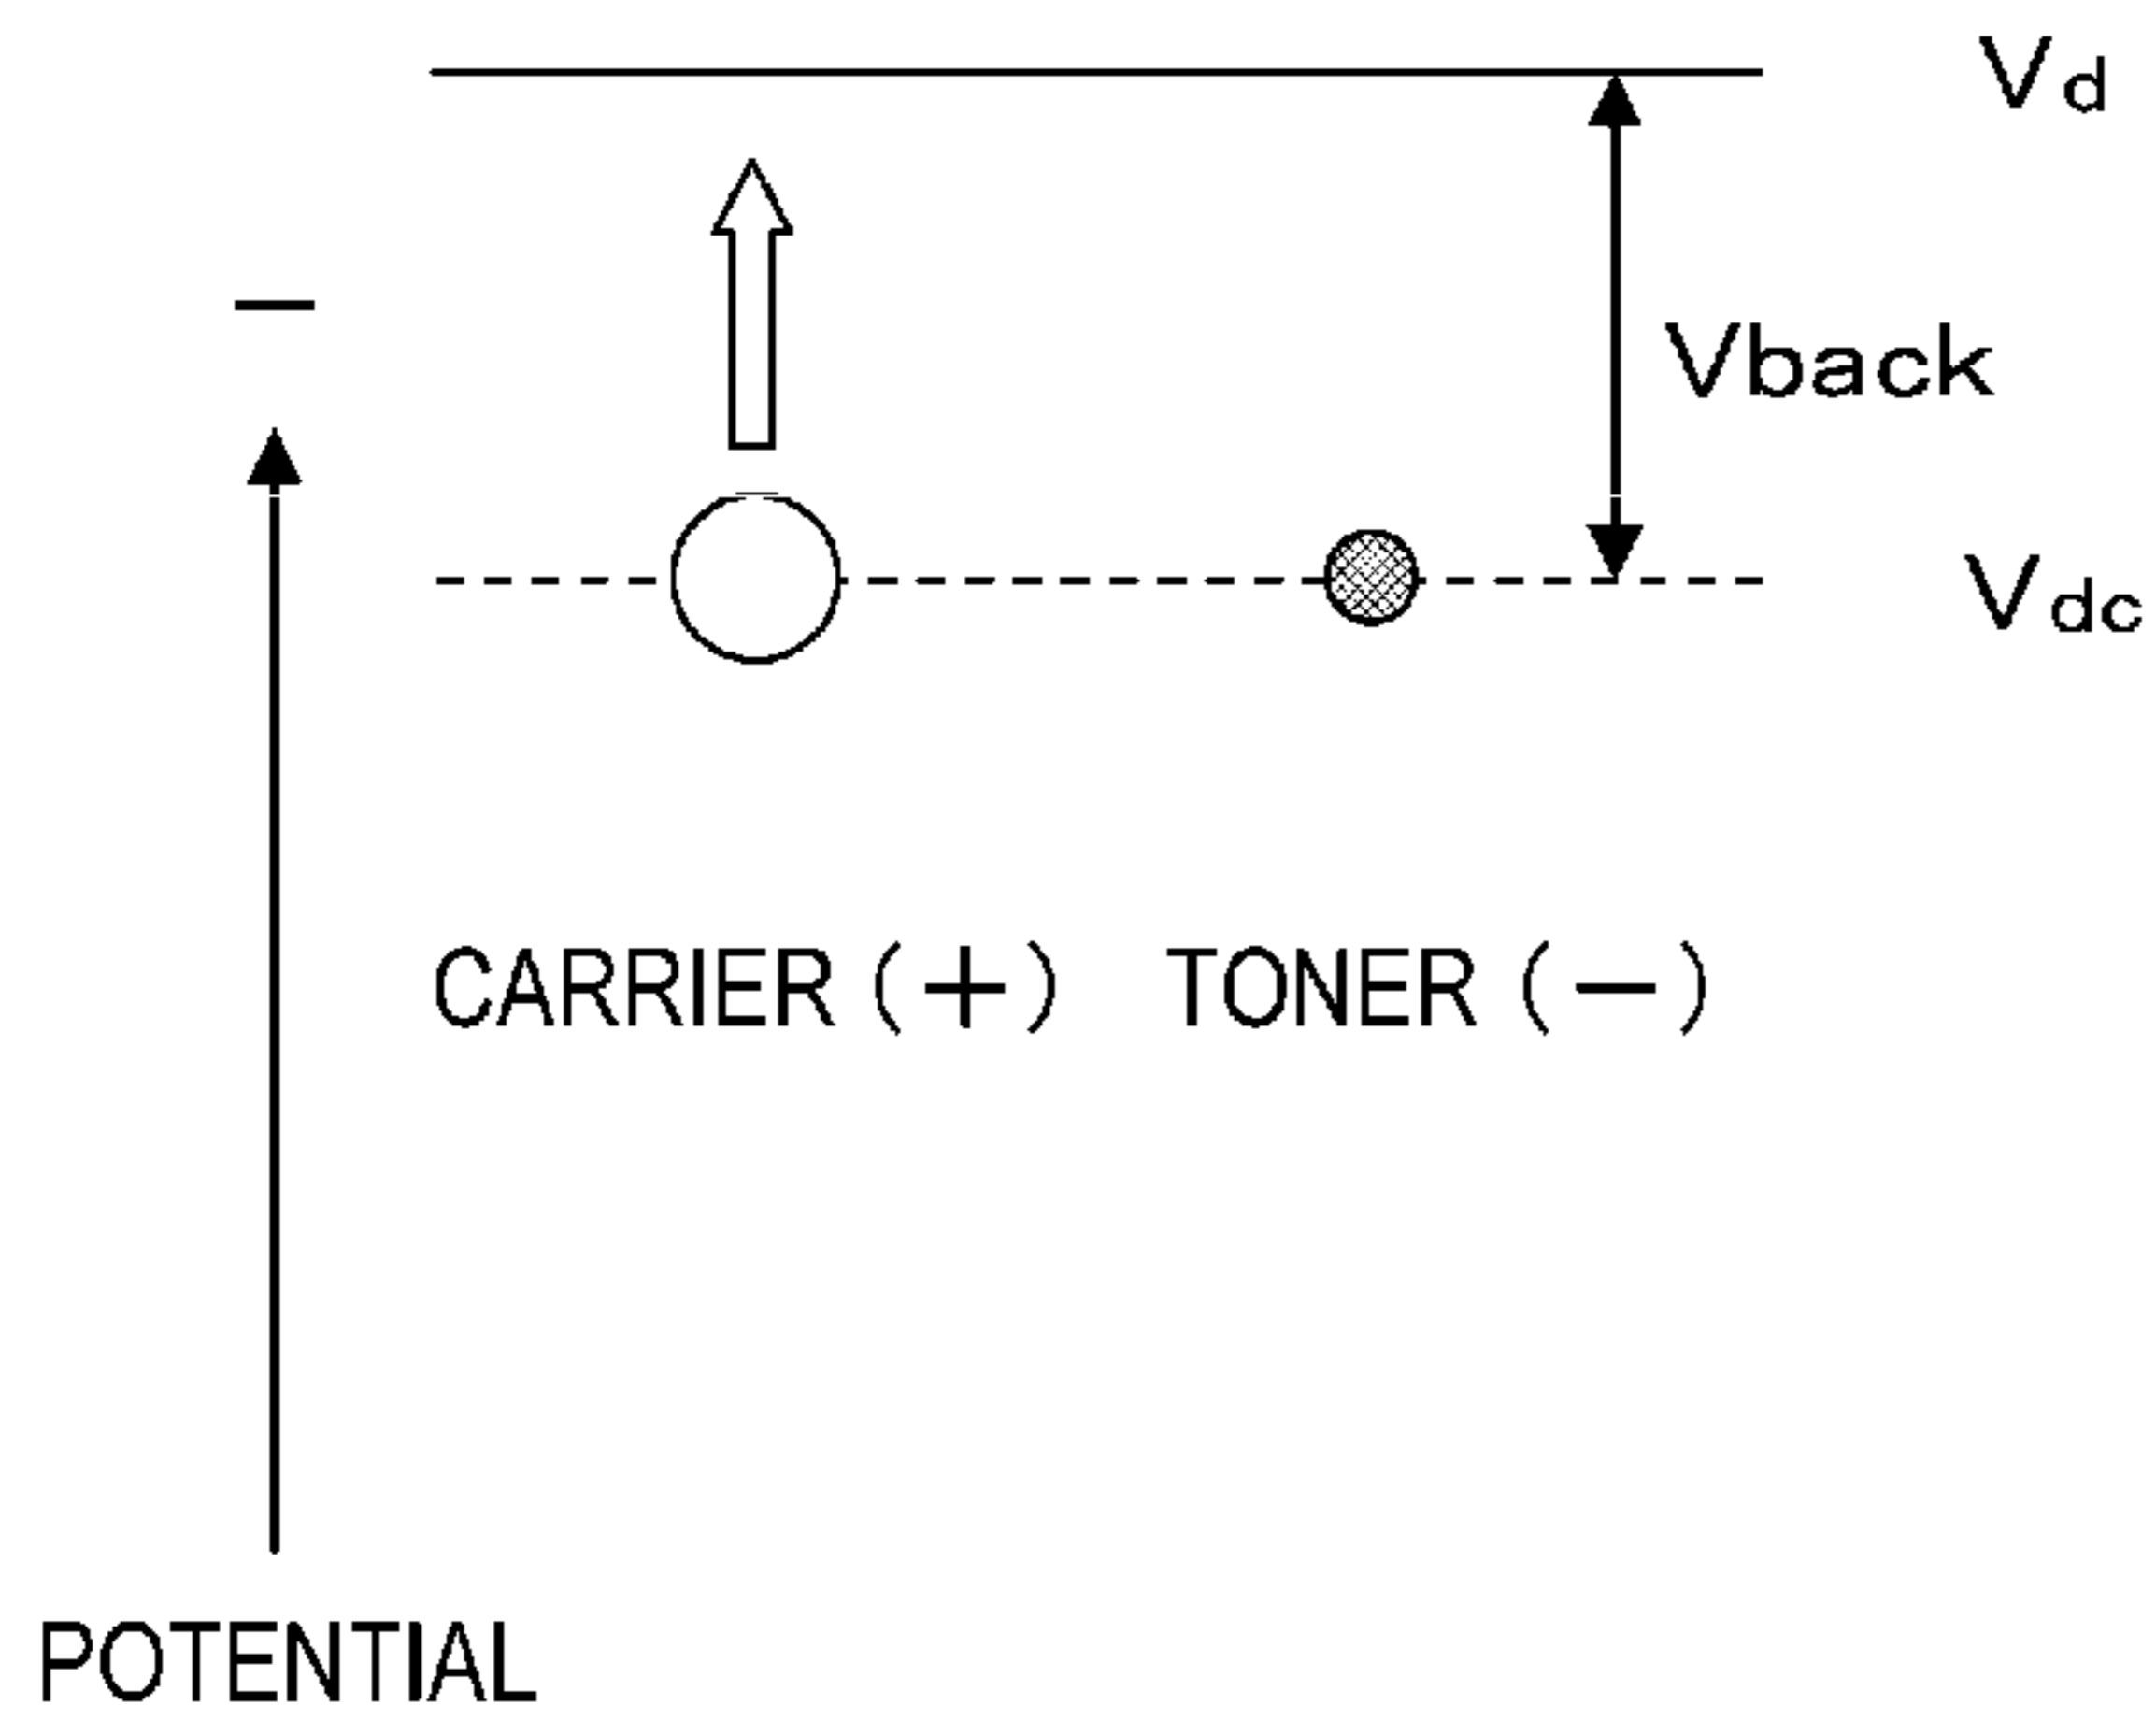 Vd
−
Vback
Vdc
CARRIER (+) TONER (−)
POTENTIAL